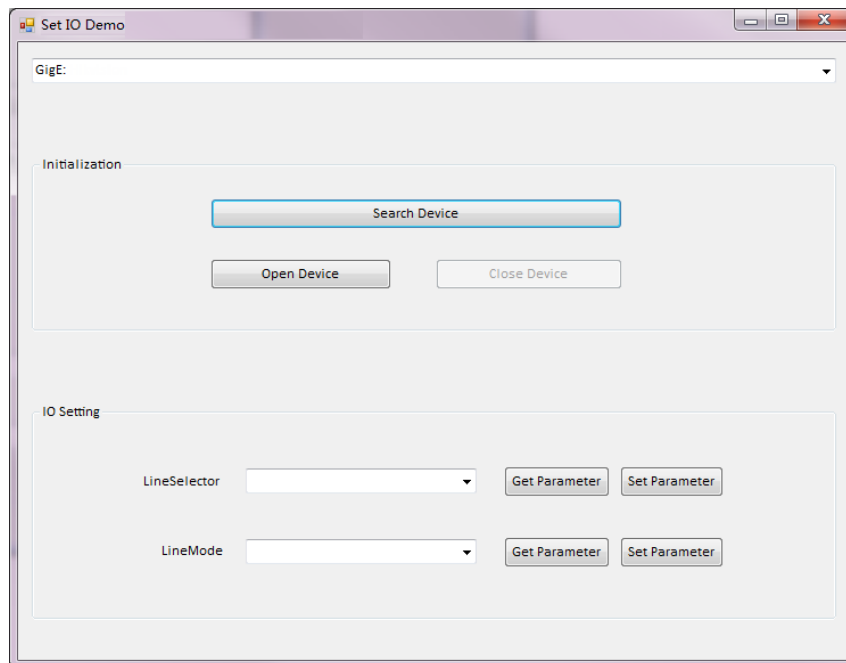 Set IO Demo
GigE:
Initialization
Search Device
Open Device Close Device
IO Setting
LineSelector Get Parameter Set Parameter
LineMode Get Parameter Set Parameter